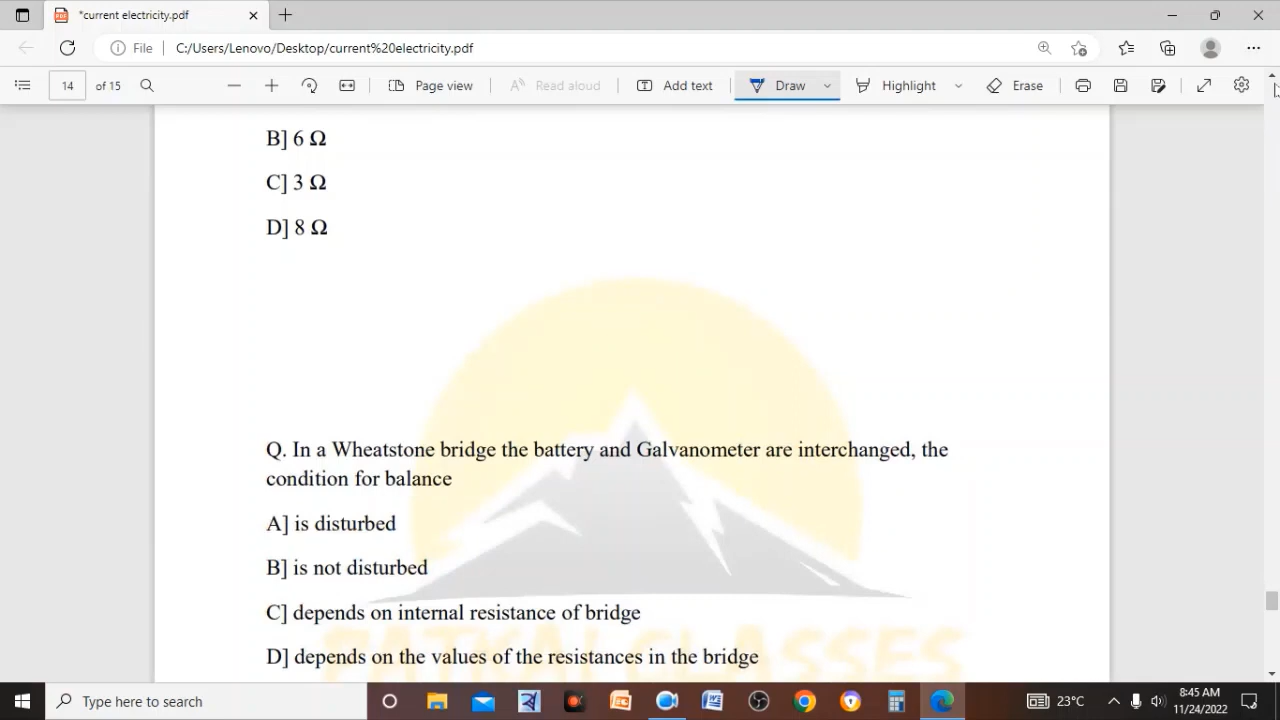 *current electricity.pdf
File
C:/Users/Lenovo/Desktop/current%20electricity.pdf
14 of 15
Page view
Read aloud
Add text
Draw
Highlight
Erase
B] 6 Ω
C] 3 Ω
D] 8 Ω
Q. In a Wheatstone bridge the battery and Galvanometer are interchanged, the
condition for balance
A] is disturbed
B] is not disturbed
C] depends on internal resistance of bridge
D] depends on the values of the resistances in the bridge
PATKAI CLASSES
Type here to search
23°C
8:45 AM
11/24/2022